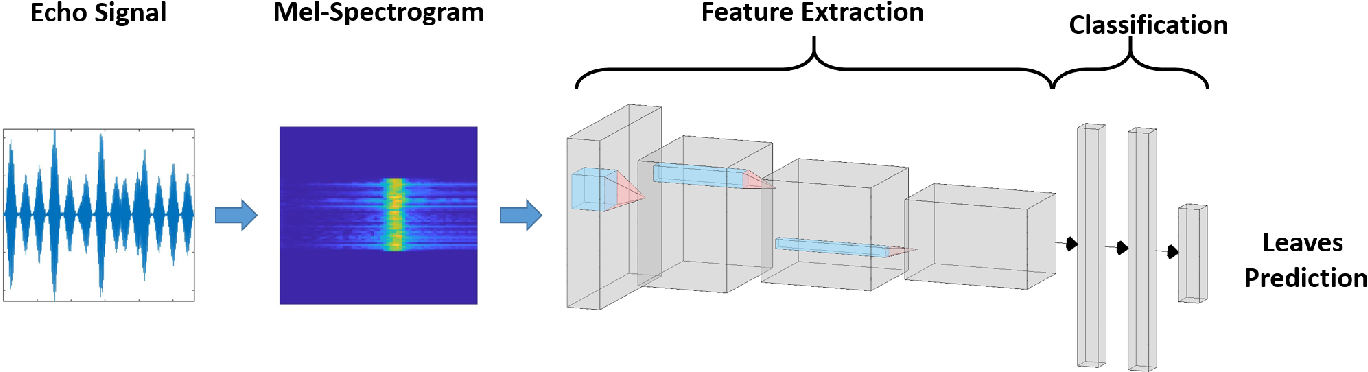 Echo Signal
Mel-Spectrogram
Feature Extraction
Classification
Leaves
Prediction